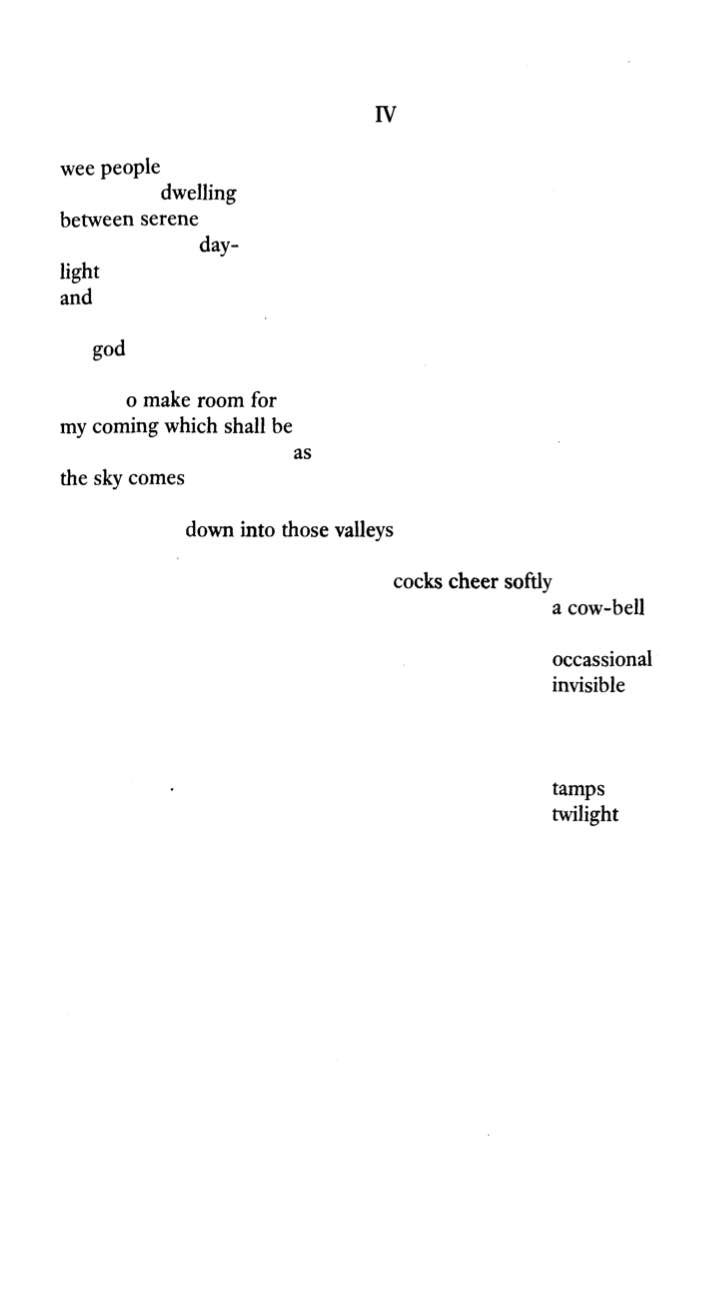 IV
wee people
dwelling
between serene
day-
light
and
god
o make room for
my coming which shall be
as
the sky comes
down into those valleys
cocks cheer softly
a cow-bell
occassional
invisible
tamps
twilight